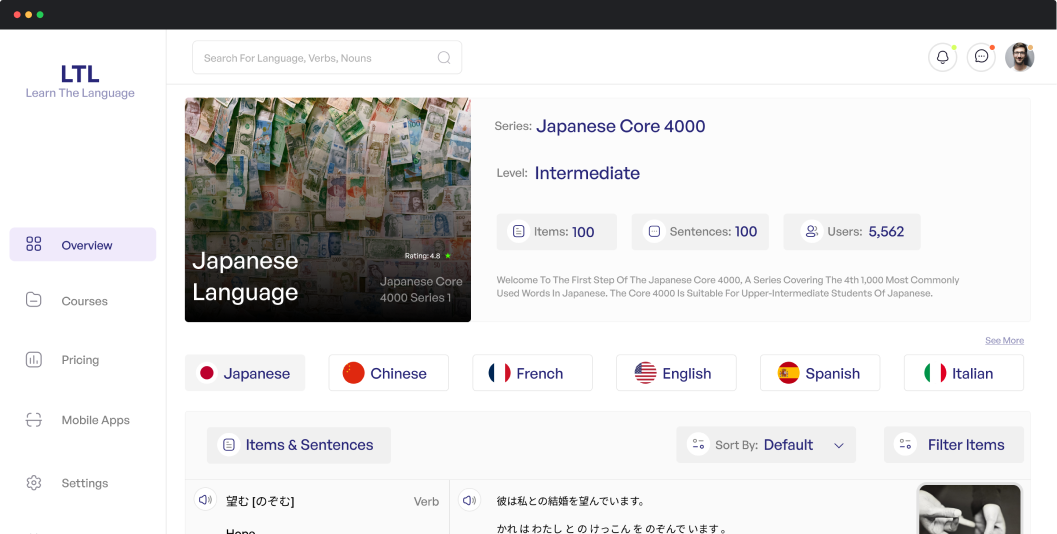 LTL
Learn The Language
Search For Language, Verbs, Nouns
Overview
Courses
Pricing
Mobile Apps
Settings
Japanese
Language
Rating: 4.8
Japanese Core
4000 Series 1
Series: Japanese Core 4000
Level: Intermediate
Items: 100
Sentences: 100
Users: 5,562
Welcome To The First Step Of The Japanese Core 4000, A Series Covering The 4th 1,000 Most Commonly
Used Words In Japanese. The Core 4000 Is Suitable For Upper-Intermediate Students Of Japanese.
See More
Japanese
Chinese
French
English
Spanish
Italian
Items & Sentences
Sort By: Default
Filter Items
望む [のぞむ]
Verb
Hope
彼は私との結婚を望んでいます。
かれ は わたし と の けっこん を のぞんで います 。